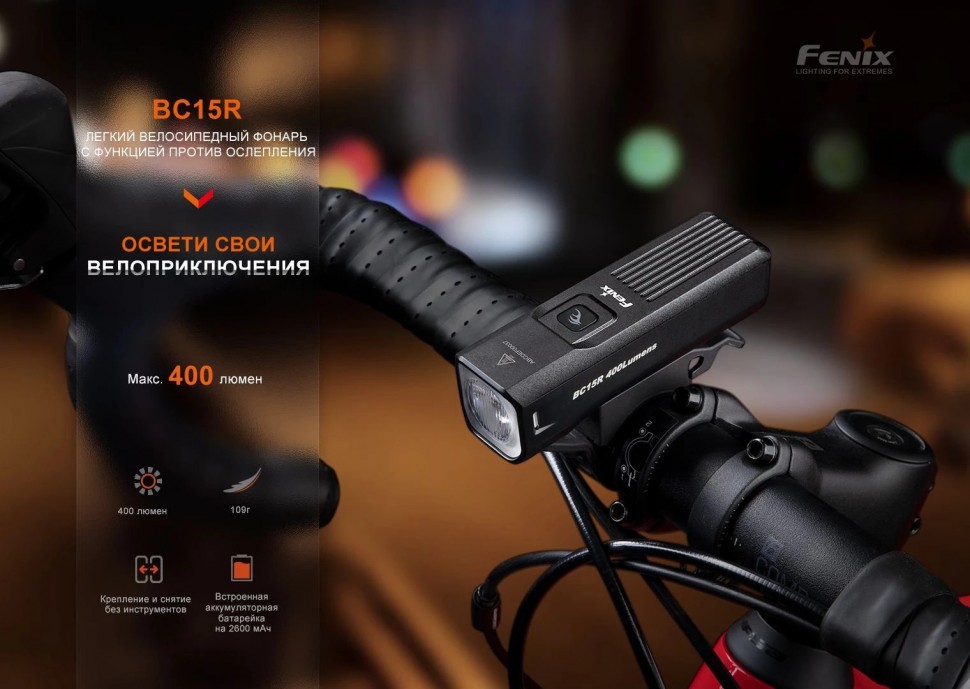 FENIX
LIGHTING FOR EXTREMES
BC15R
ЛЕГКИЙ ВЕЛОСИПЕДНЫЙ ФОНАРЬ
С ФУНКЦИЕЙ ПРОТИВ ОСЛЕПЛЕНИЯ
ОСВЕТИ СВОИ
ВЕЛОПРИКЛЮЧЕНИЯ
Макс. 400 люмен
400 люмен
109г
Крепление и снятие
без инструментов
Встроенная
аккумуляторная
батарейка
на 2600 мАч
FENIX
BC15R 400Lumens